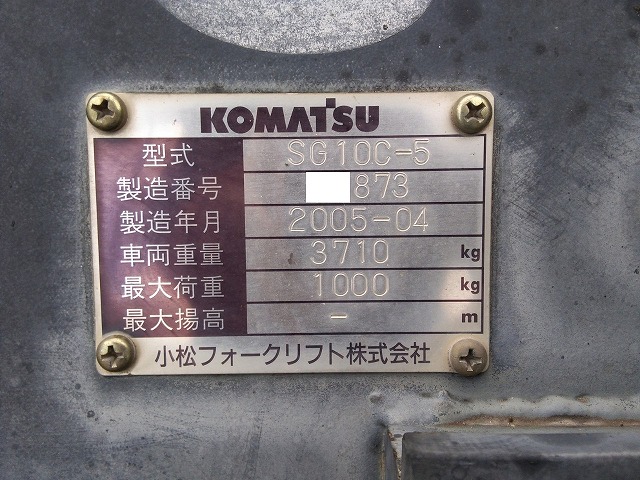 KOMATSU
型式 SG10C-5
製造番号 873
製造年月 2005-04
車両重量 3710 kg
最大荷重 1000 kg
最大揚高 - m
小松フォークリフト株式会社